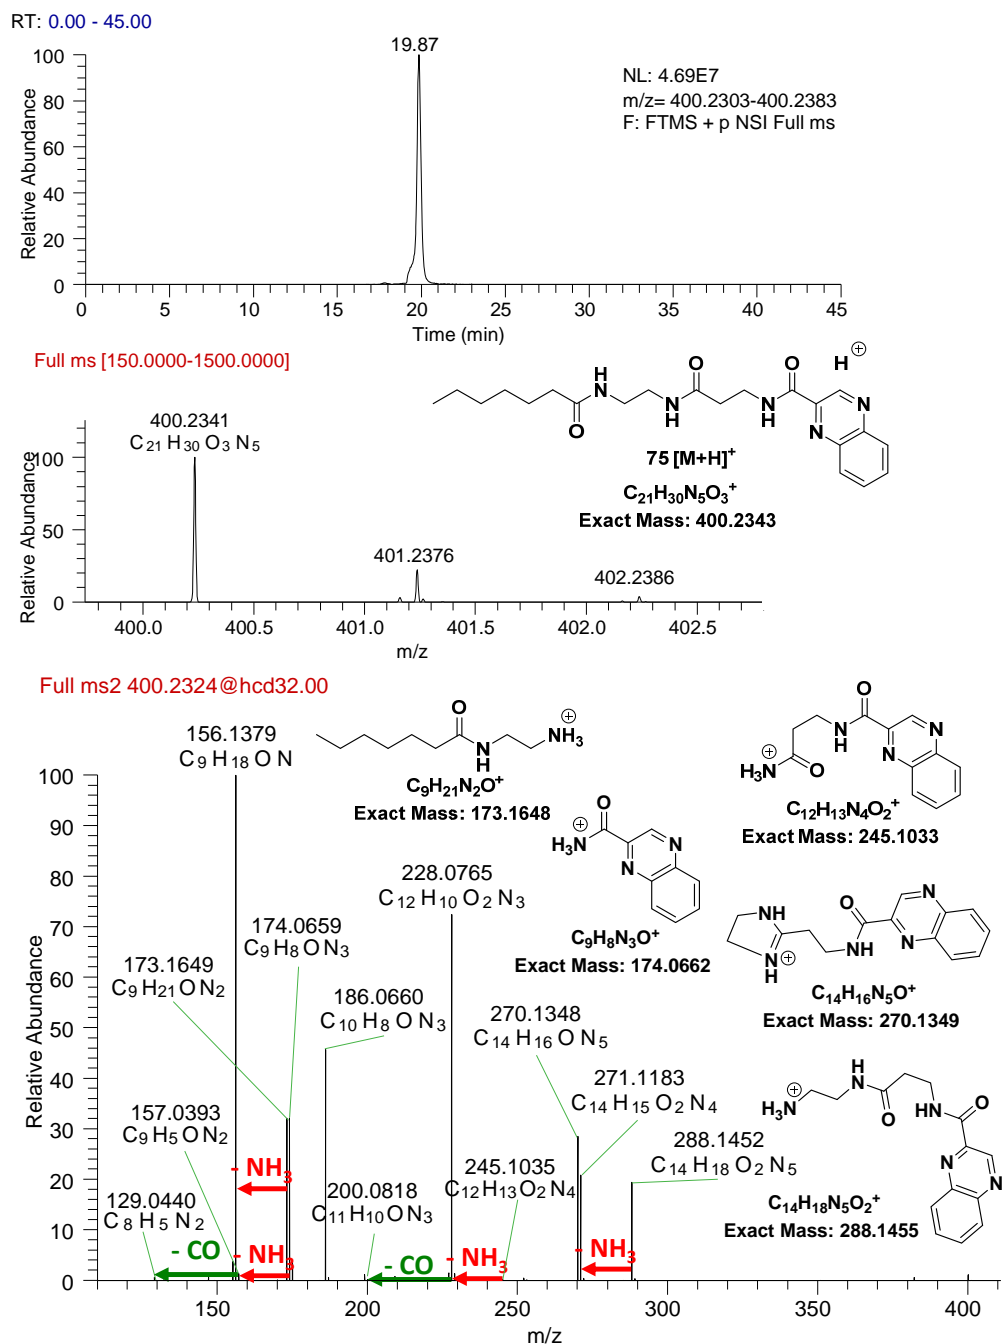 RT: 0.00 - 45.00
19.87
NL: 4.69E7
m/z= 400.2303-400.2383
F: FTMS + p NSI Full ms
Relative Abundance
100
80
60
40
20
0
0 5 10 15 20 25 30 35 40 45
Time (min)
Full ms [150.0000-1500.0000]
400.2341
C21 H30 O3 N5
H
N
O
N
H
O
N
H
O
N
N
H⊕
75 [M+H]+
C21H30N5O3+
Exact Mass: 400.2343
Relative Abundance
100
50
0
401.2376
402.2386
400.0 400.5 401.0 401.5 402.0 402.5
m/z
Full ms2 400.2324@hcd32.00
156.1379
C9 H18 O N
O
N
H
⊕
NH3
C9H21N2O+
Exact Mass: 173.1648
O
N
H
N
N
⊕
H3N
O
C12H13N4O2+
Exact Mass: 245.1033
O
⊕
H3N
N
N
C9H8N3O+
Exact Mass: 174.0662
228.0765
C12 H10 O2 N3
174.0659
C9 H8 O N3
173.1649
C9 H21 O N2
186.0660
C10 H8 O N3
NH
N
H
⊕
O
NH
N
N
C14H16N5O+
Exact Mass: 270.1349
270.1348
C14 H16 O N5
271.1183
C14 H15 O2 N4
288.1452
C14 H18 O2 N5
⊕
H3N
H
N
O
H
N
O
N
N
C14H18N5O2+
Exact Mass: 288.1455
157.0393
C9 H5 O N2
129.0440
C8 H5 N2
200.0818
C11 H10 O N3
245.1035
C12 H13 O2 N4
- NH3
- CO
- NH3
- CO
- NH3
- NH3
Relative Abundance
100
90
80
70
60
50
40
30
20
10
0
150 200 250 300 350 400
m/z